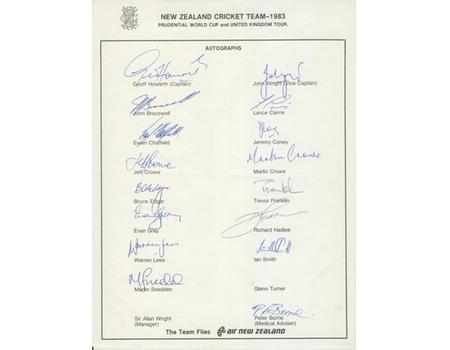 NEW ZEALAND CRICKET TEAM–1983
PRUDENTIAL WORLD CUP and UNITED KINGDOM TOUR.
AUTOGRAPHS
Geoff Howarth (Captain) John Wright (Vice Captain)
John Bracewell Lance Cairns
Ewen Chatfield Jeremy Coney
Martin Crowe
Jeff Crowe Martin Crowe
Bruce Edgar Trevor Franklin
Evan Gray Richard Hadlee
Warren Lees Ian Smith
Martin Snedden Glenn Turner
Sir Allan Wright Peter Borrie
(Manager) (Medical Adviser)
The Team Flies AIR NEW ZEALAND